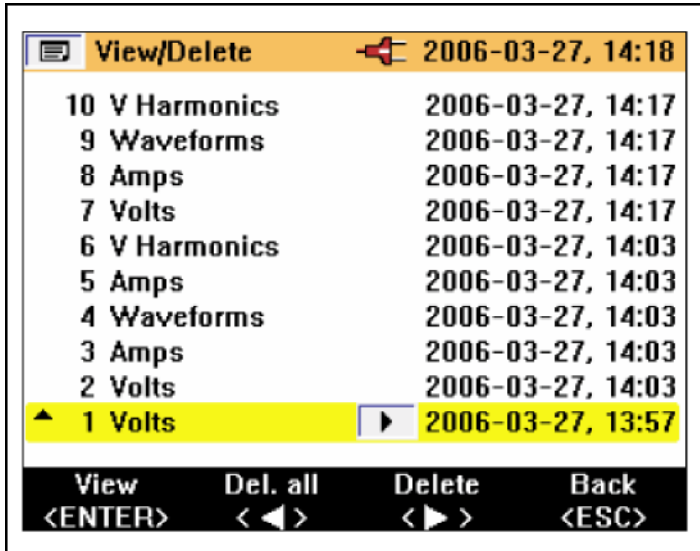 View/Delete 2006-03-27, 14:18
10 V Harmonics 2006-03-27, 14:17
9 Waveforms 2006-03-27, 14:17
8 Amps 2006-03-27, 14:17
7 Volts 2006-03-27, 14:17
6 V Harmonics 2006-03-27, 14:03
5 Amps 2006-03-27, 14:03
4 Waveforms 2006-03-27, 14:03
3 Amps 2006-03-27, 14:03
2 Volts 2006-03-27, 14:03
1 Volts 2006-03-27, 13:57
View Del. all Delete Back
<ENTER> <◀> <▶> <ESC>